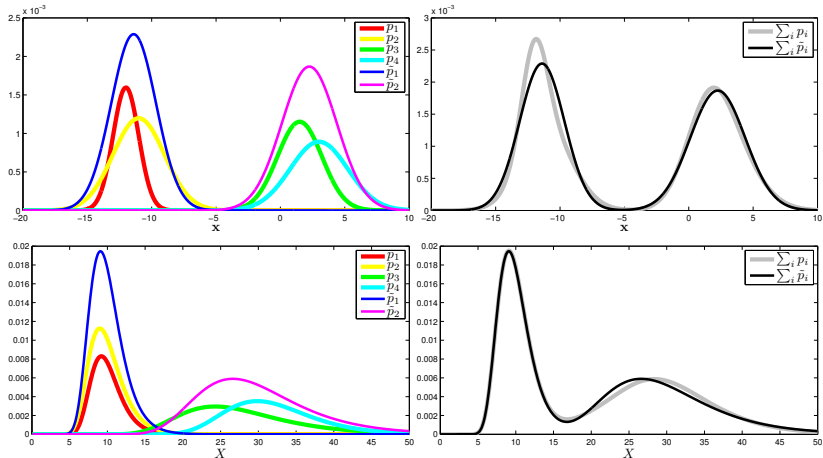 x 10⁻³
2.5
2
1.5
1
0.5
0
−20 −15 −10 −5 0 5 10
x
p₁
p₂
p₃
p₄
p̃₁
p̃₂
x 10⁻³
3
2.5
2
1.5
1
0.5
0
−20 −15 −10 −5 0 5 10
x
∑ᵢ pᵢ
∑ᵢ p̃ᵢ
0.02
0.018
0.016
0.014
0.012
0.01
0.008
0.006
0.004
0.002
0
0 5 10 15 20 25 30 35 40 45 50
X
p₁
p₂
p₃
p₄
p̃₁
p̃₂
0.02
0.018
0.016
0.014
0.012
0.01
0.008
0.006
0.004
0.002
0
0 5 10 15 20 25 30 35 40 45 50
X
∑ᵢ pᵢ
∑ᵢ p̃ᵢ